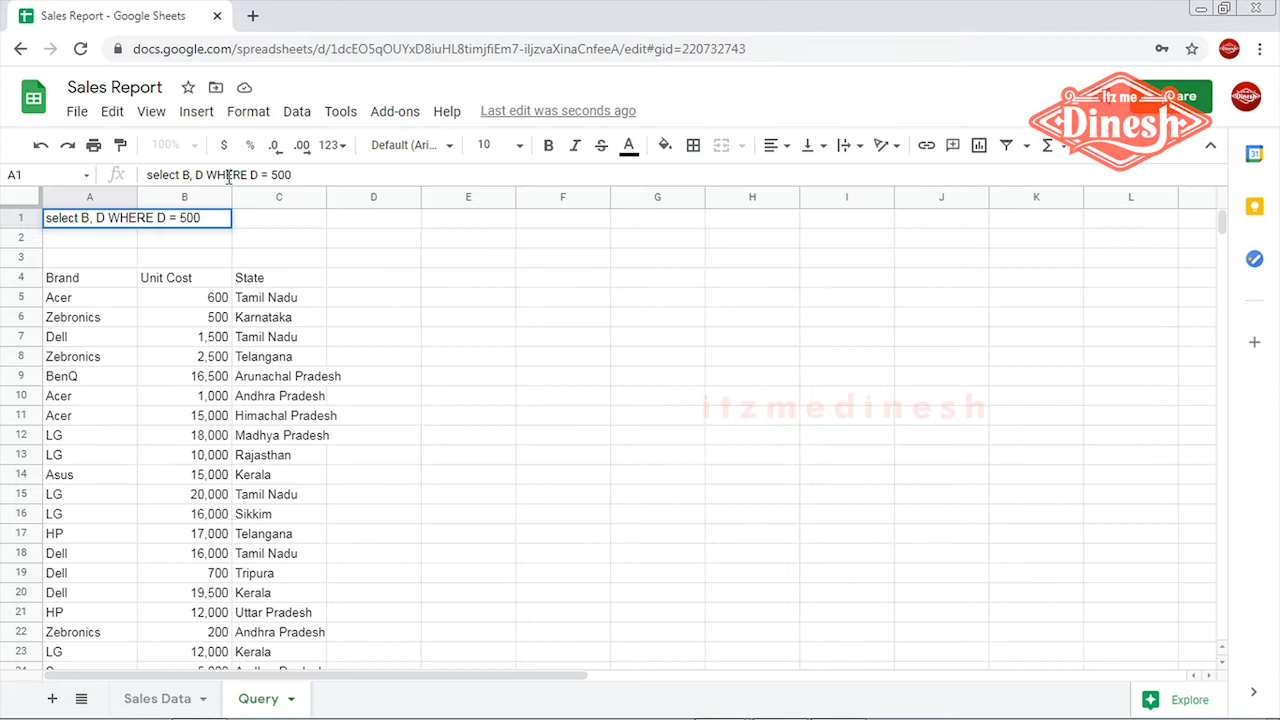 Sales Report - Google Sheets
docs.google.com/spreadsheets/d/1dcEO5qOUYxD8iuHL8timjfiEm7-iljzvaXinaCnfeeA/edit#gid=220732743
Sales Report
File Edit View Insert Format Data Tools Add-ons Help Last edit was seconds ago
Itz me
Dinesh
are
100% $ % .0 .00 123 Default (Ari... 10 B I S A
A1 fx select B, D WHERE D = 500
A B C D E F G H I J K L
1 select B, D WHERE D = 500
2
3
4 Brand Unit Cost State
5 Acer 600 Tamil Nadu
6 Zebronics 500 Karnataka
7 Dell 1,500 Tamil Nadu
8 Zebronics 2,500 Telangana
9 BenQ 16,500 Arunachal Pradesh
10 Acer 1,000 Andhra Pradesh
11 Acer 15,000 Himachal Pradesh
12 LG 18,000 Madhya Pradesh
13 LG 10,000 Rajasthan
14 Asus 15,000 Kerala
15 LG 20,000 Tamil Nadu
16 LG 16,000 Sikkim
17 HP 17,000 Telangana
18 Dell 16,000 Tamil Nadu
19 Dell 700 Tripura
20 Dell 19,500 Kerala
21 HP 12,000 Uttar Pradesh
22 Zebronics 200 Andhra Pradesh
23 LG 12,000 Kerala
itzmedinesh
Sales Data Query Explore